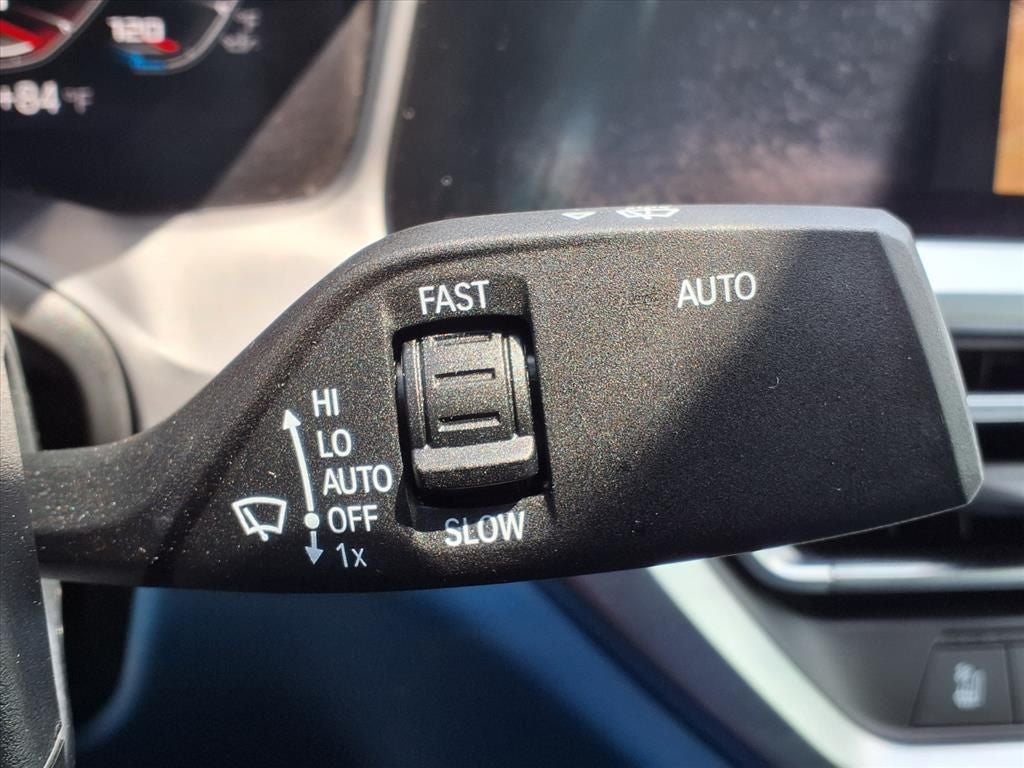 120
°F
+84 °F
FAST
AUTO
HI
LO
AUTO
OFF
1x
SLOW